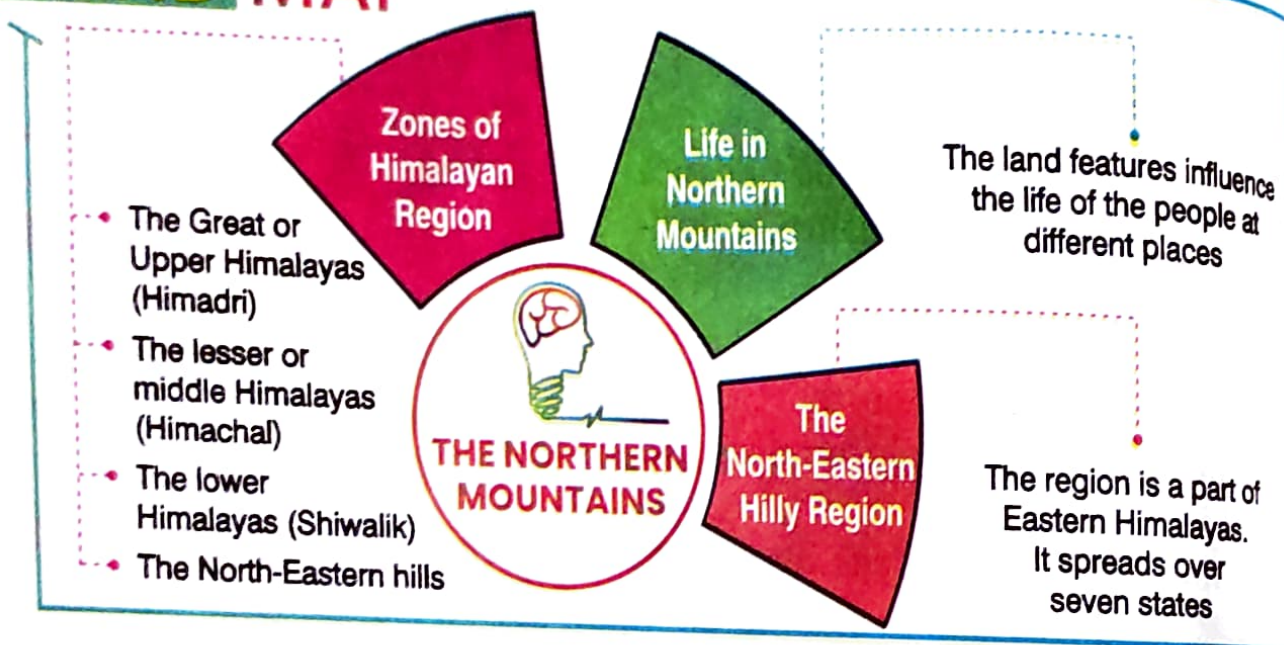 MAP
Zones of
Himalayan
Region
The Great or
Upper Himalayas
(Himadri)
The lesser or
middle Himalayas
(Himachal)
The lower
Himalayas (Shiwalik)
The North-Eastern hills
Life in
Northern
Mountains
The land features influence
the life of the people at
different places
THE NORTHERN
MOUNTAINS
The
North-Eastern
Hilly Region
The region is a part of
Eastern Himalayas.
It spreads over
seven states